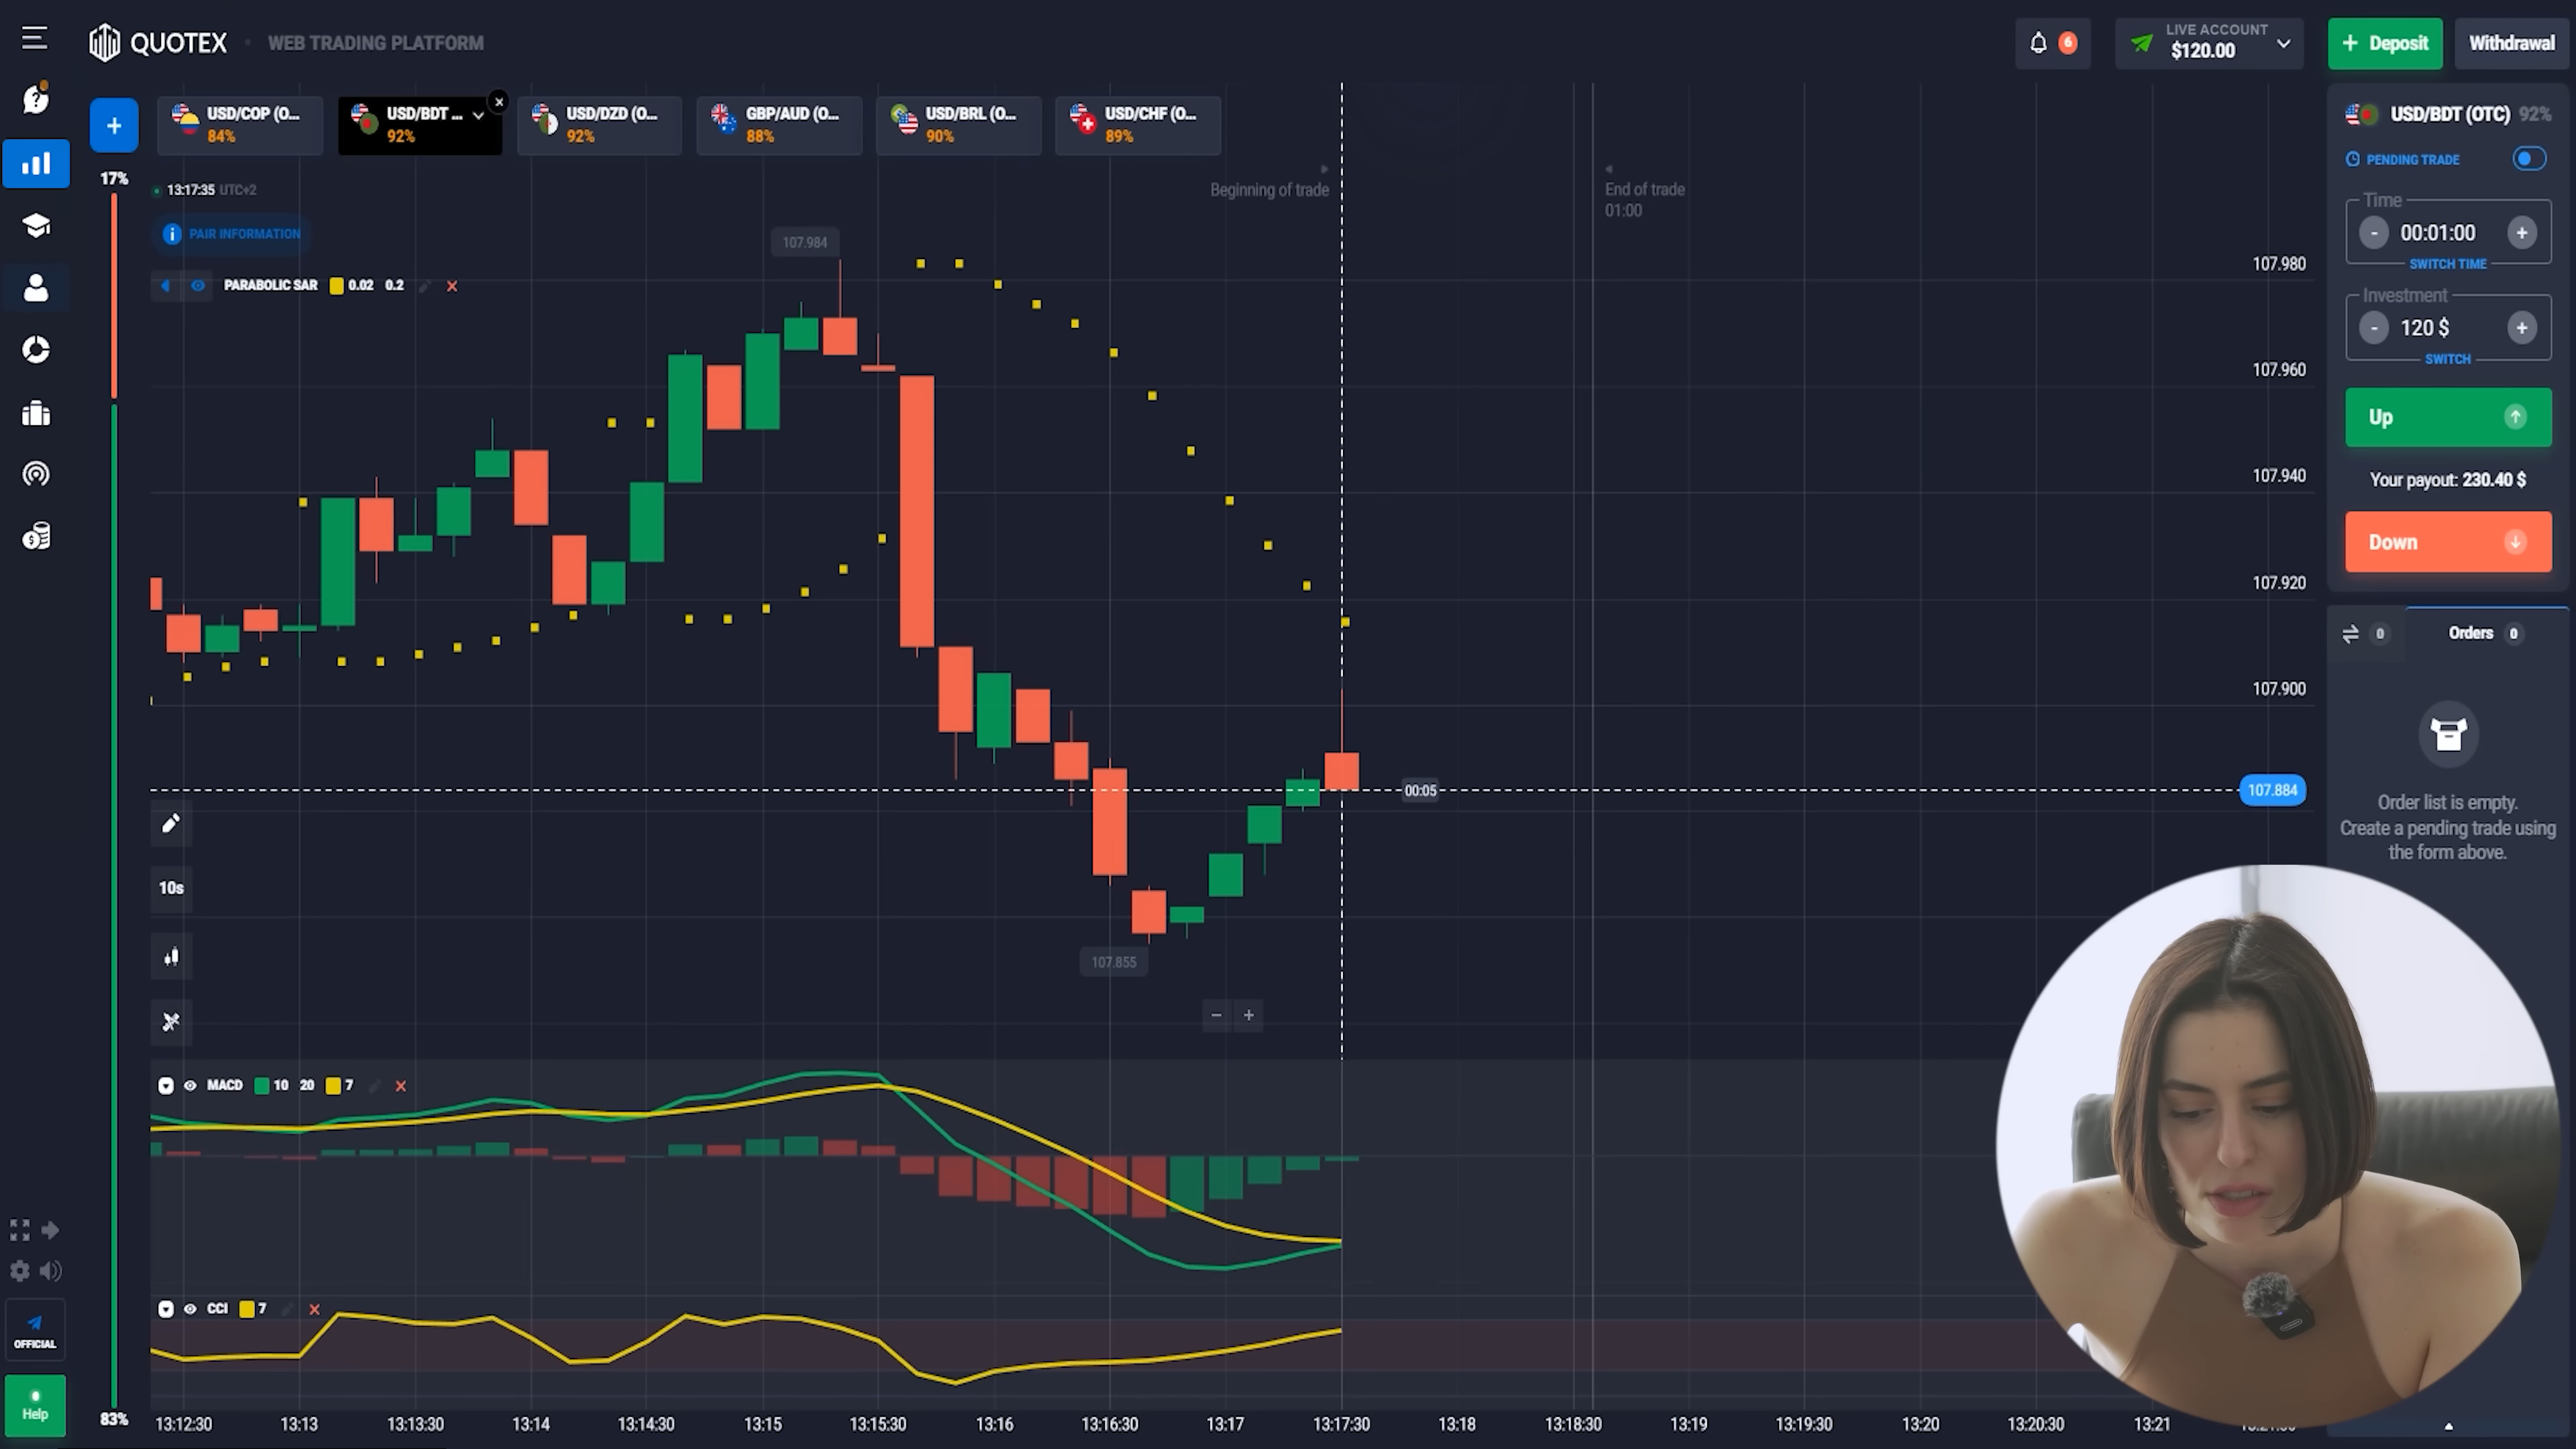 QUOTEX
WEB TRADING PLATFORM
6
LIVE ACCOUNT
$120.00
+ Deposit
Withdrawal
+
USD/COP (O...
84%
USD/BDT ...
92%
USD/DZD (O...
92%
GBP/AUD (O...
88%
USD/BRL (O...
90%
USD/CHF (O...
89%
17%
13:17:35 UTC+2
PAIR INFORMATION
PARABOLIC SAR 0.02 0.2
Beginning of trade
End of trade
01:00
107.984
107.980
107.960
107.940
107.920
107.900
107.884
00:05
107.855
10s
- +
MACD 10 20 7
CCI 7
83%
13:12:30 13:13 13:13:30 13:14 13:14:30 13:15 13:15:30 13:16 13:16:30 13:17 13:17:30 13:18 13:18:30 13:19 13:19:30 13:20 13:20:30 13:21
OFFICIAL
Help
USD/BDT (OTC) 92%
PENDING TRADE
Time
- 00:01:00 +
SWITCH TIME
Investment
- 120 $ +
SWITCH
Up
Your payout: 230.40 $
Down
0
Orders 0
Order list is empty.
Create a pending trade using
the form above.